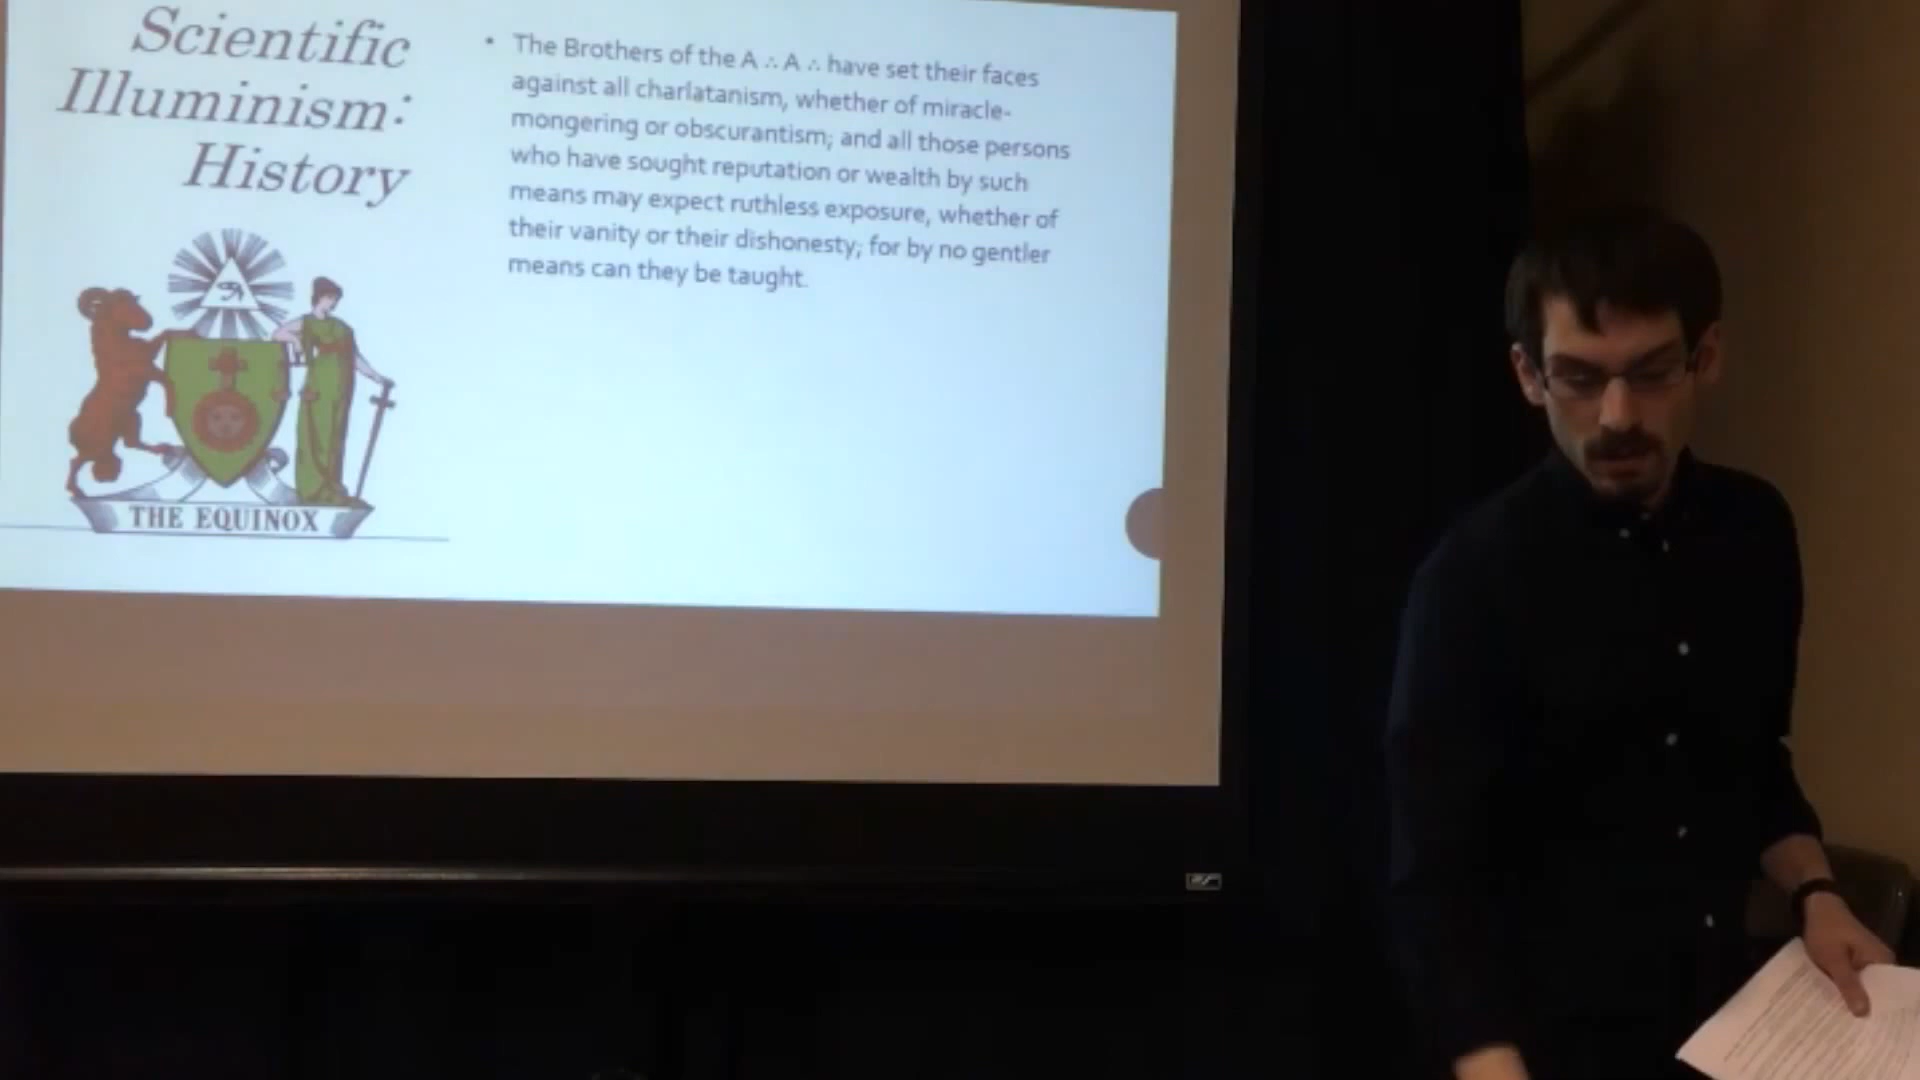 Scientific
Illuminism:
History
• The Brothers of the A ∴ A ∴ have set their faces
against all charlatanism, whether of miracle-
mongering or obscurantism; and all those persons
who have sought reputation or wealth by such
means may expect ruthless exposure, whether of
their vanity or their dishonesty; for by no gentler
means can they be taught.
THE EQUINOX